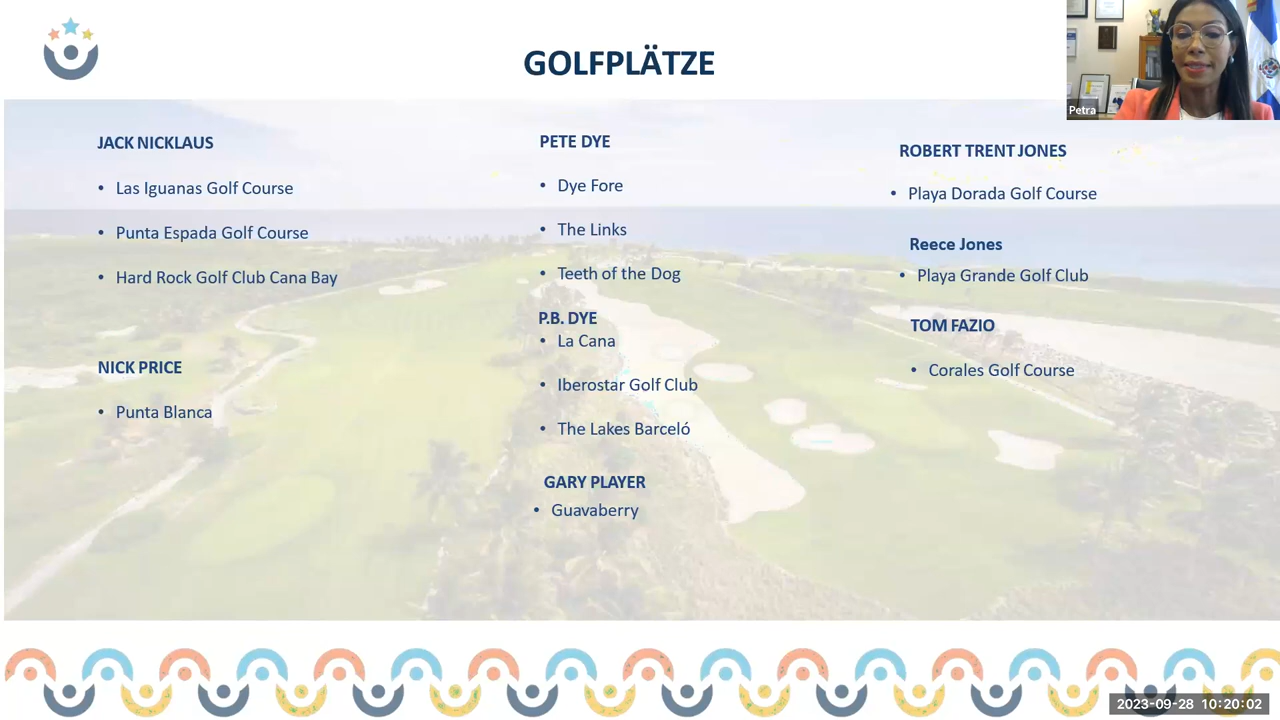 GOLFPLÄTZE
Petra
JACK NICKLAUS
• Las Iguanas Golf Course
• Punta Espada Golf Course
• Hard Rock Golf Club Cana Bay
NICK PRICE
• Punta Blanca
PETE DYE
• Dye Fore
• The Links
• Teeth of the Dog
P.B. DYE
• La Cana
• Iberostar Golf Club
• The Lakes Barceló
GARY PLAYER
• Guavaberry
ROBERT TRENT JONES
• Playa Dorada Golf Course
Reece Jones
• Playa Grande Golf Club
TOM FAZIO
• Corales Golf Course
2023-09-28 10:20:02